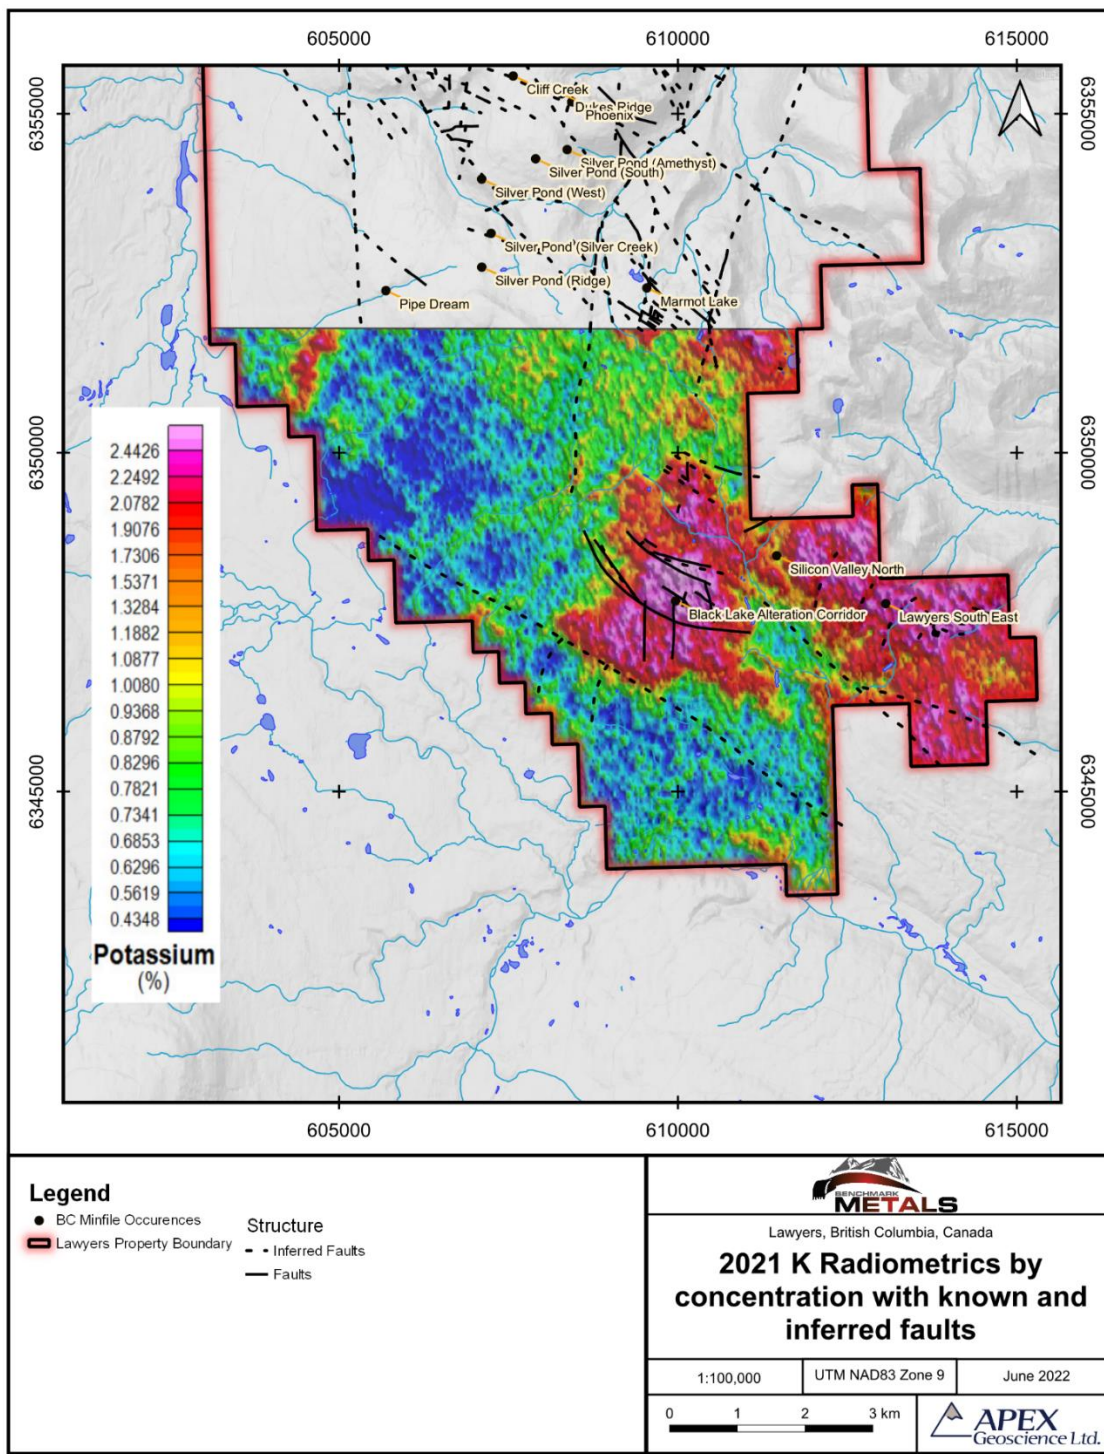 605000 610000 615000
6355000
6355000
Cliff Creek
Dukes Ridge
Phoenix
Silver Pond (Amethyst)
Silver Pond (South)
Silver Pond (West)
Silver Pond (Silver Creek)
Silver Pond (Ridge)
Pipe Dream
Marmot Lake
6350000
6350000
2.4426
2.2492
2.0782
1.9076
1.7306
1.5371
1.3284
1.1882
1.0877
1.0080
0.9368
0.8792
0.8296
0.7821
0.7341
0.6853
0.6296
0.5619
0.4348
Potassium
(%)
Silicon Valley North
Black Lake Alteration Corridor
Lawyers South East
6345000
6345000
605000 610000 615000
Legend
BC Minfile Occurences
Lawyers Property Boundary
Structure
Inferred Faults
Faults
BENCHMARK
METALS
Lawyers, British Columbia, Canada
2021 K Radiometrics by
concentration with known and
inferred faults
1:100,000 UTM NAD83 Zone 9 June 2022
0 1 2 3 km
APEX
Geoscience Ltd.